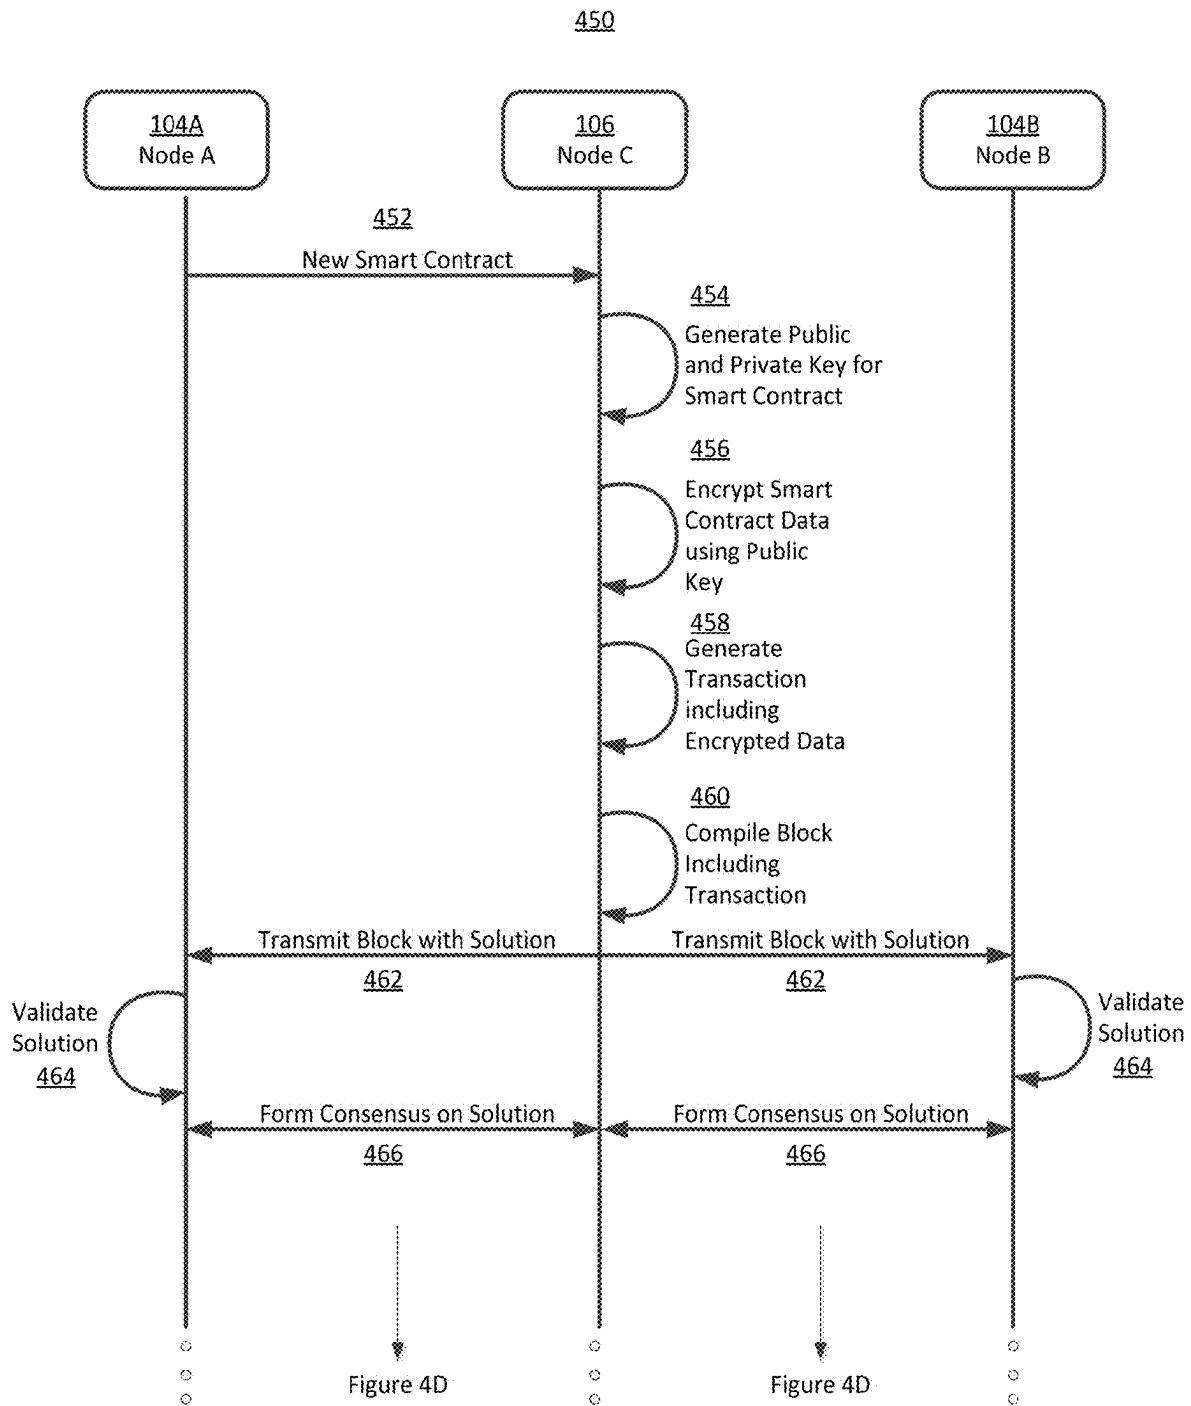 450
104A
Node A
106
Node C
104B
Node B
452
New Smart Contract
454
Generate Public
and Private Key for
Smart Contract
456
Encrypt Smart
Contract Data
using Public
Key
458
Generate
Transaction
including
Encrypted Data
460
Compile Block
Including
Transaction
Transmit Block with Solution
462
Transmit Block with Solution
462
Validate
Solution
464
Validate
Solution
464
Form Consensus on Solution
466
Form Consensus on Solution
466
Figure 4D
Figure 4D